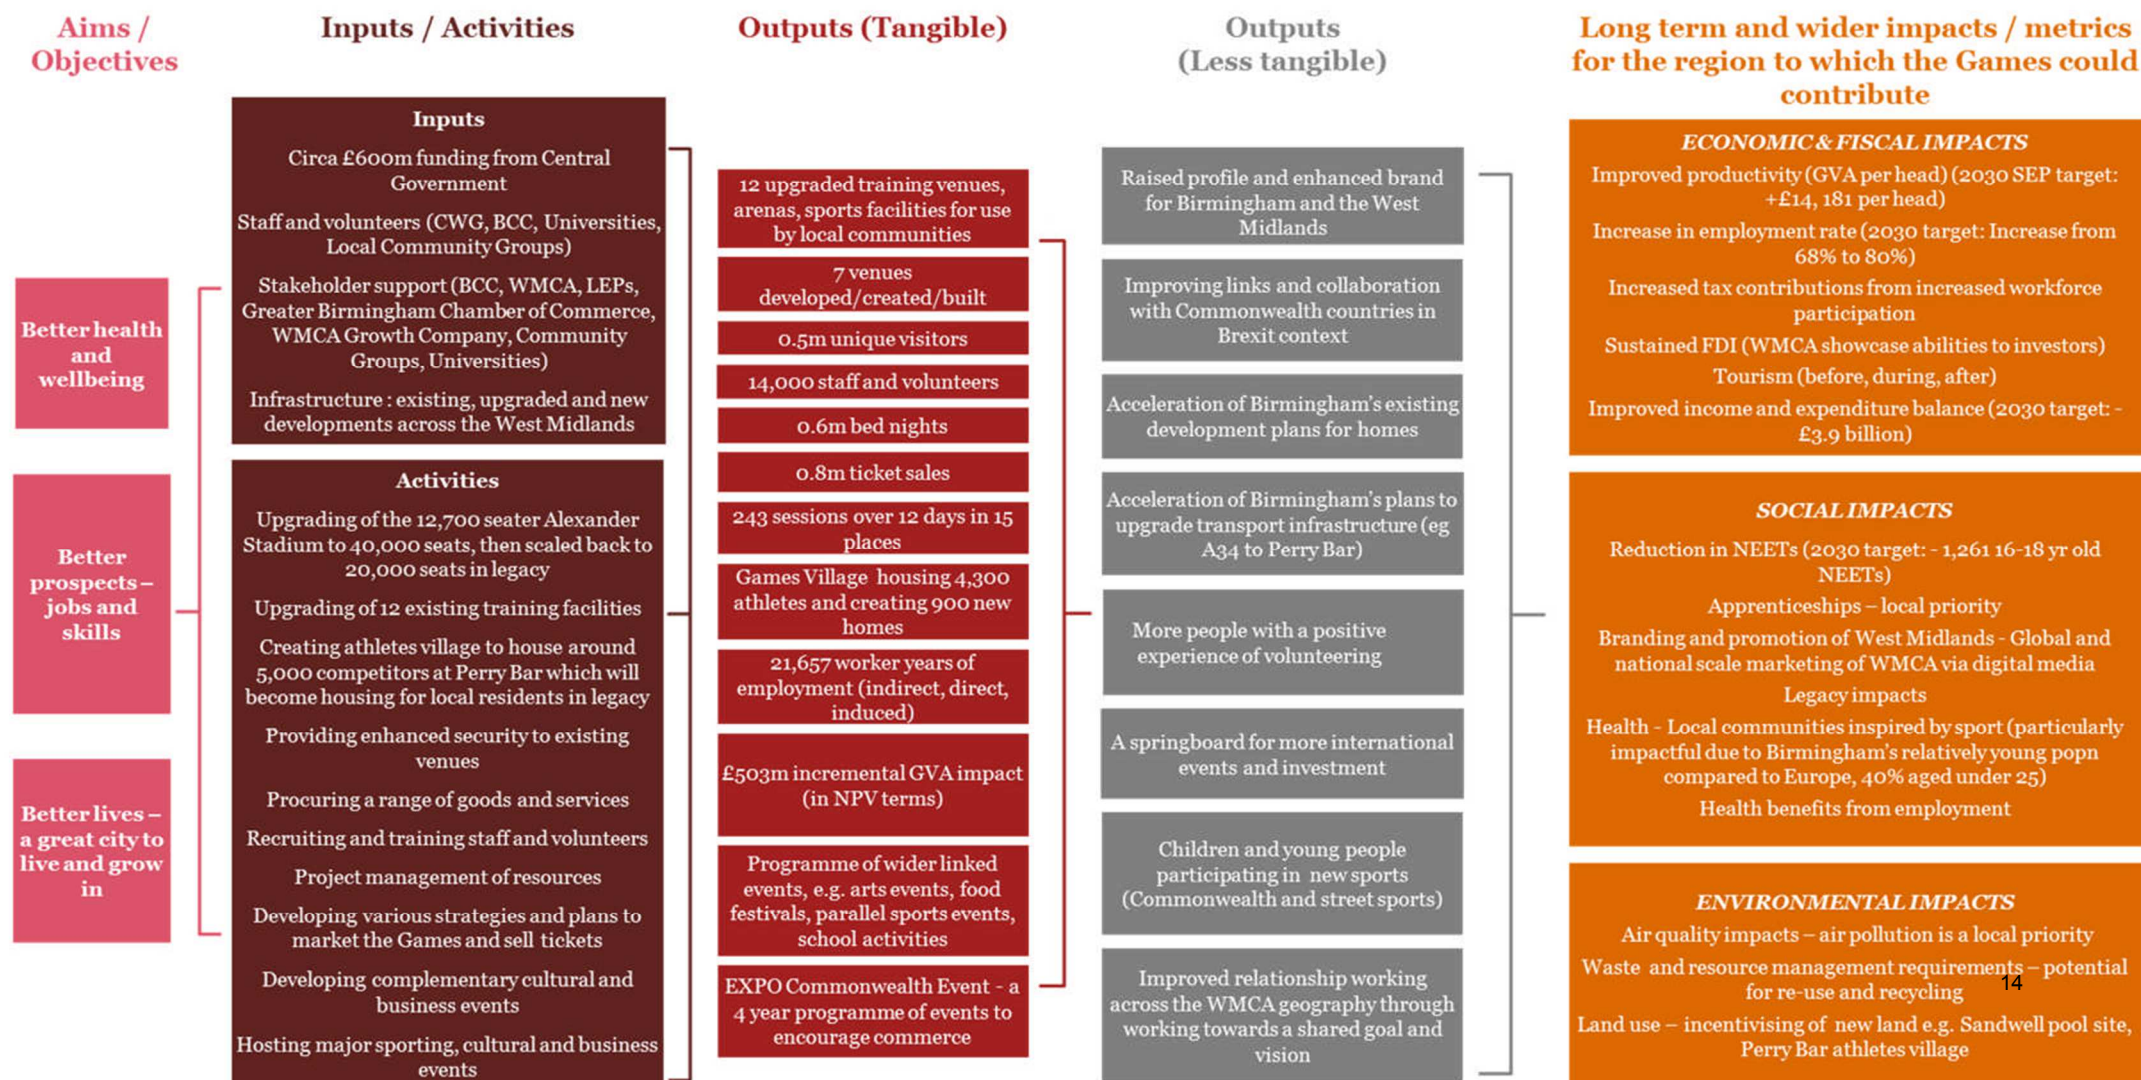 Aims /
Objectives
Better health
and
wellbeing
Better
prospects –
jobs and
skills
Better lives –
a great city to
live and grow
in
Inputs / Activities
Inputs
Circa £600m funding from Central
Government
Staff and volunteers (CWG, BCC, Universities,
Local Community Groups)
Stakeholder support (BCC, WMCA, LEPs,
Greater Birmingham Chamber of Commerce,
WMCA Growth Company, Community
Groups, Universities)
Infrastructure : existing, upgraded and new
developments across the West Midlands
Activities
Upgrading of the 12,700 seater Alexander
Stadium to 40,000 seats, then scaled back to
20,000 seats in legacy
Upgrading of 12 existing training facilities
Creating athletes village to house around
5,000 competitors at Perry Bar which will
become housing for local residents in legacy
Providing enhanced security to existing
venues
Procuring a range of goods and services
Recruiting and training staff and volunteers
Project management of resources
Developing various strategies and plans to
market the Games and sell tickets
Developing complementary cultural and
business events
Hosting major sporting, cultural and business
events
Outputs (Tangible)
12 upgraded training venues,
arenas, sports facilities for use
by local communities
7 venues
developed/created/built
0.5m unique visitors
14,000 staff and volunteers
0.6m bed nights
0.8m ticket sales
243 sessions over 12 days in 15
places
Games Village housing 4,300
athletes and creating 900 new
homes
21,657 worker years of
employment (indirect, direct,
induced)
£503m incremental GVA impact
(in NPV terms)
Programme of wider linked
events, e.g. arts events, food
festivals, parallel sports events,
school activities
EXPO Commonwealth Event - a
4 year programme of events to
encourage commerce
Outputs
(Less tangible)
Raised profile and enhanced brand
for Birmingham and the West
Midlands
Improving links and collaboration
with Commonwealth countries in
Brexit context
Acceleration of Birmingham's existing
development plans for homes
Acceleration of Birmingham's plans to
upgrade transport infrastructure (eg
A34 to Perry Bar)
More people with a positive
experience of volunteering
A springboard for more international
events and investment
Children and young people
participating in new sports
(Commonwealth and street sports)
Improved relationship working
across the WMCA geography through
working towards a shared goal and
vision
Long term and wider impacts / metrics
for the region to which the Games could
contribute
ECONOMIC & FISCAL IMPACTS
Improved productivity (GVA per head) (2030 SEP target:
+£14, 181 per head)
Increase in employment rate (2030 target: Increase from
68% to 80%)
Increased tax contributions from increased workforce
participation
Sustained FDI (WMCA showcase abilities to investors)
Tourism (before, during, after)
Improved income and expenditure balance (2030 target: -
£3.9 billion)
SOCIAL IMPACTS
Reduction in NEETs (2030 target: - 1,261 16-18 yr old
NEETs)
Apprenticeships – local priority
Branding and promotion of West Midlands - Global and
national scale marketing of WMCA via digital media
Legacy impacts
Health - Local communities inspired by sport (particularly
impactful due to Birmingham's relatively young popn
compared to Europe, 40% aged under 25)
Health benefits from employment
ENVIRONMENTAL IMPACTS
Air quality impacts – air pollution is a local priority
Waste and resource management requirements – potential
for re-use and recycling
14
Land use – incentivising of new land e.g. Sandwell pool site,
Perry Bar athletes village